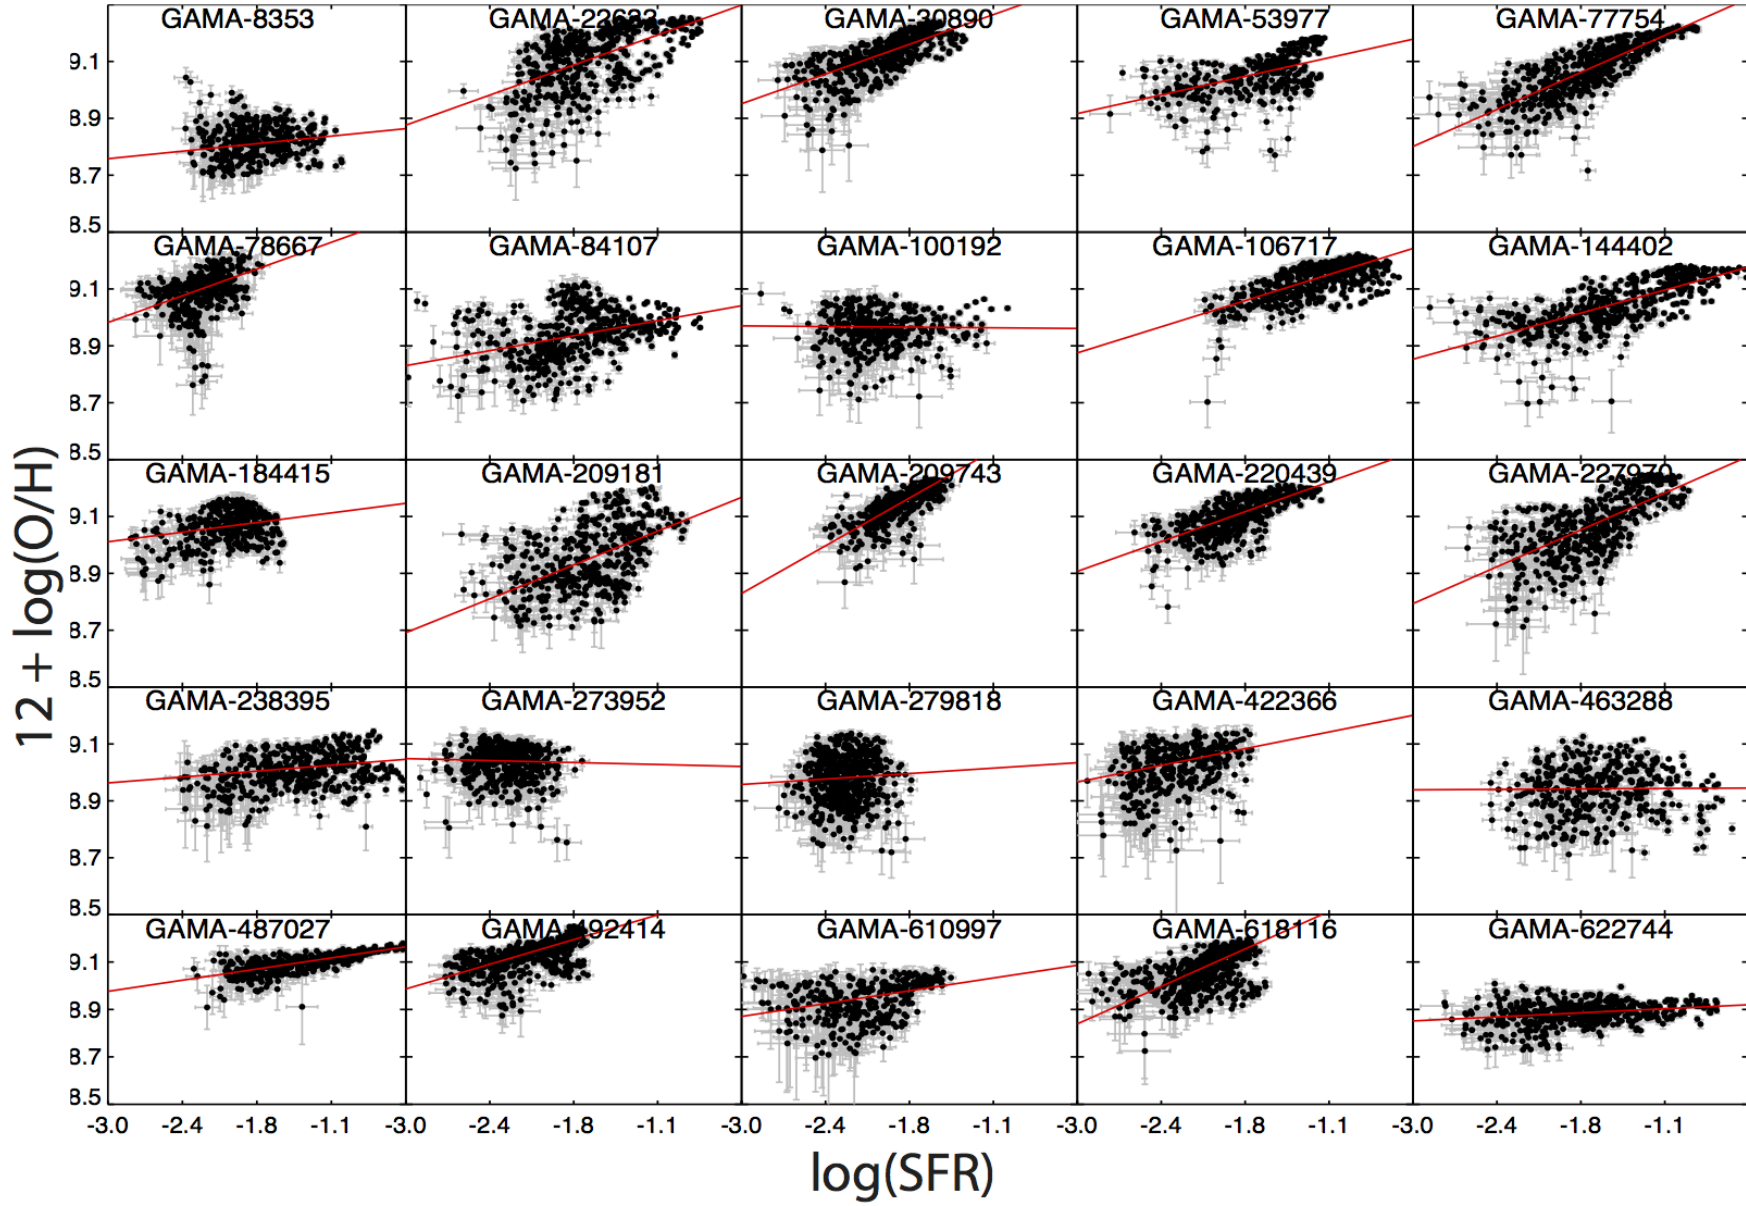 GAMA-8353 GAMA-22633 GAMA-30890 GAMA-53977 GAMA-77754
9.1
8.9
8.7
8.5
GAMA-78667 GAMA-84107 GAMA-100192 GAMA-106717 GAMA-144402
9.1
8.9
8.7
8.5
GAMA-184415 GAMA-209181 GAMA-209743 GAMA-220439 GAMA-227970
9.1
8.9
8.7
8.5
GAMA-238395 GAMA-273952 GAMA-279818 GAMA-422366 GAMA-463288
9.1
8.9
8.7
8.5
GAMA-487027 GAMA-492414 GAMA-610997 GAMA-618116 GAMA-622744
9.1
8.9
8.7
8.5
-3.0 -2.4 -1.8 -1.1 -3.0 -2.4 -1.8 -1.1 -3.0 -2.4 -1.8 -1.1 -3.0 -2.4 -1.8 -1.1 -3.0 -2.4 -1.8 -1.1
12 + log(O/H)
log(SFR)